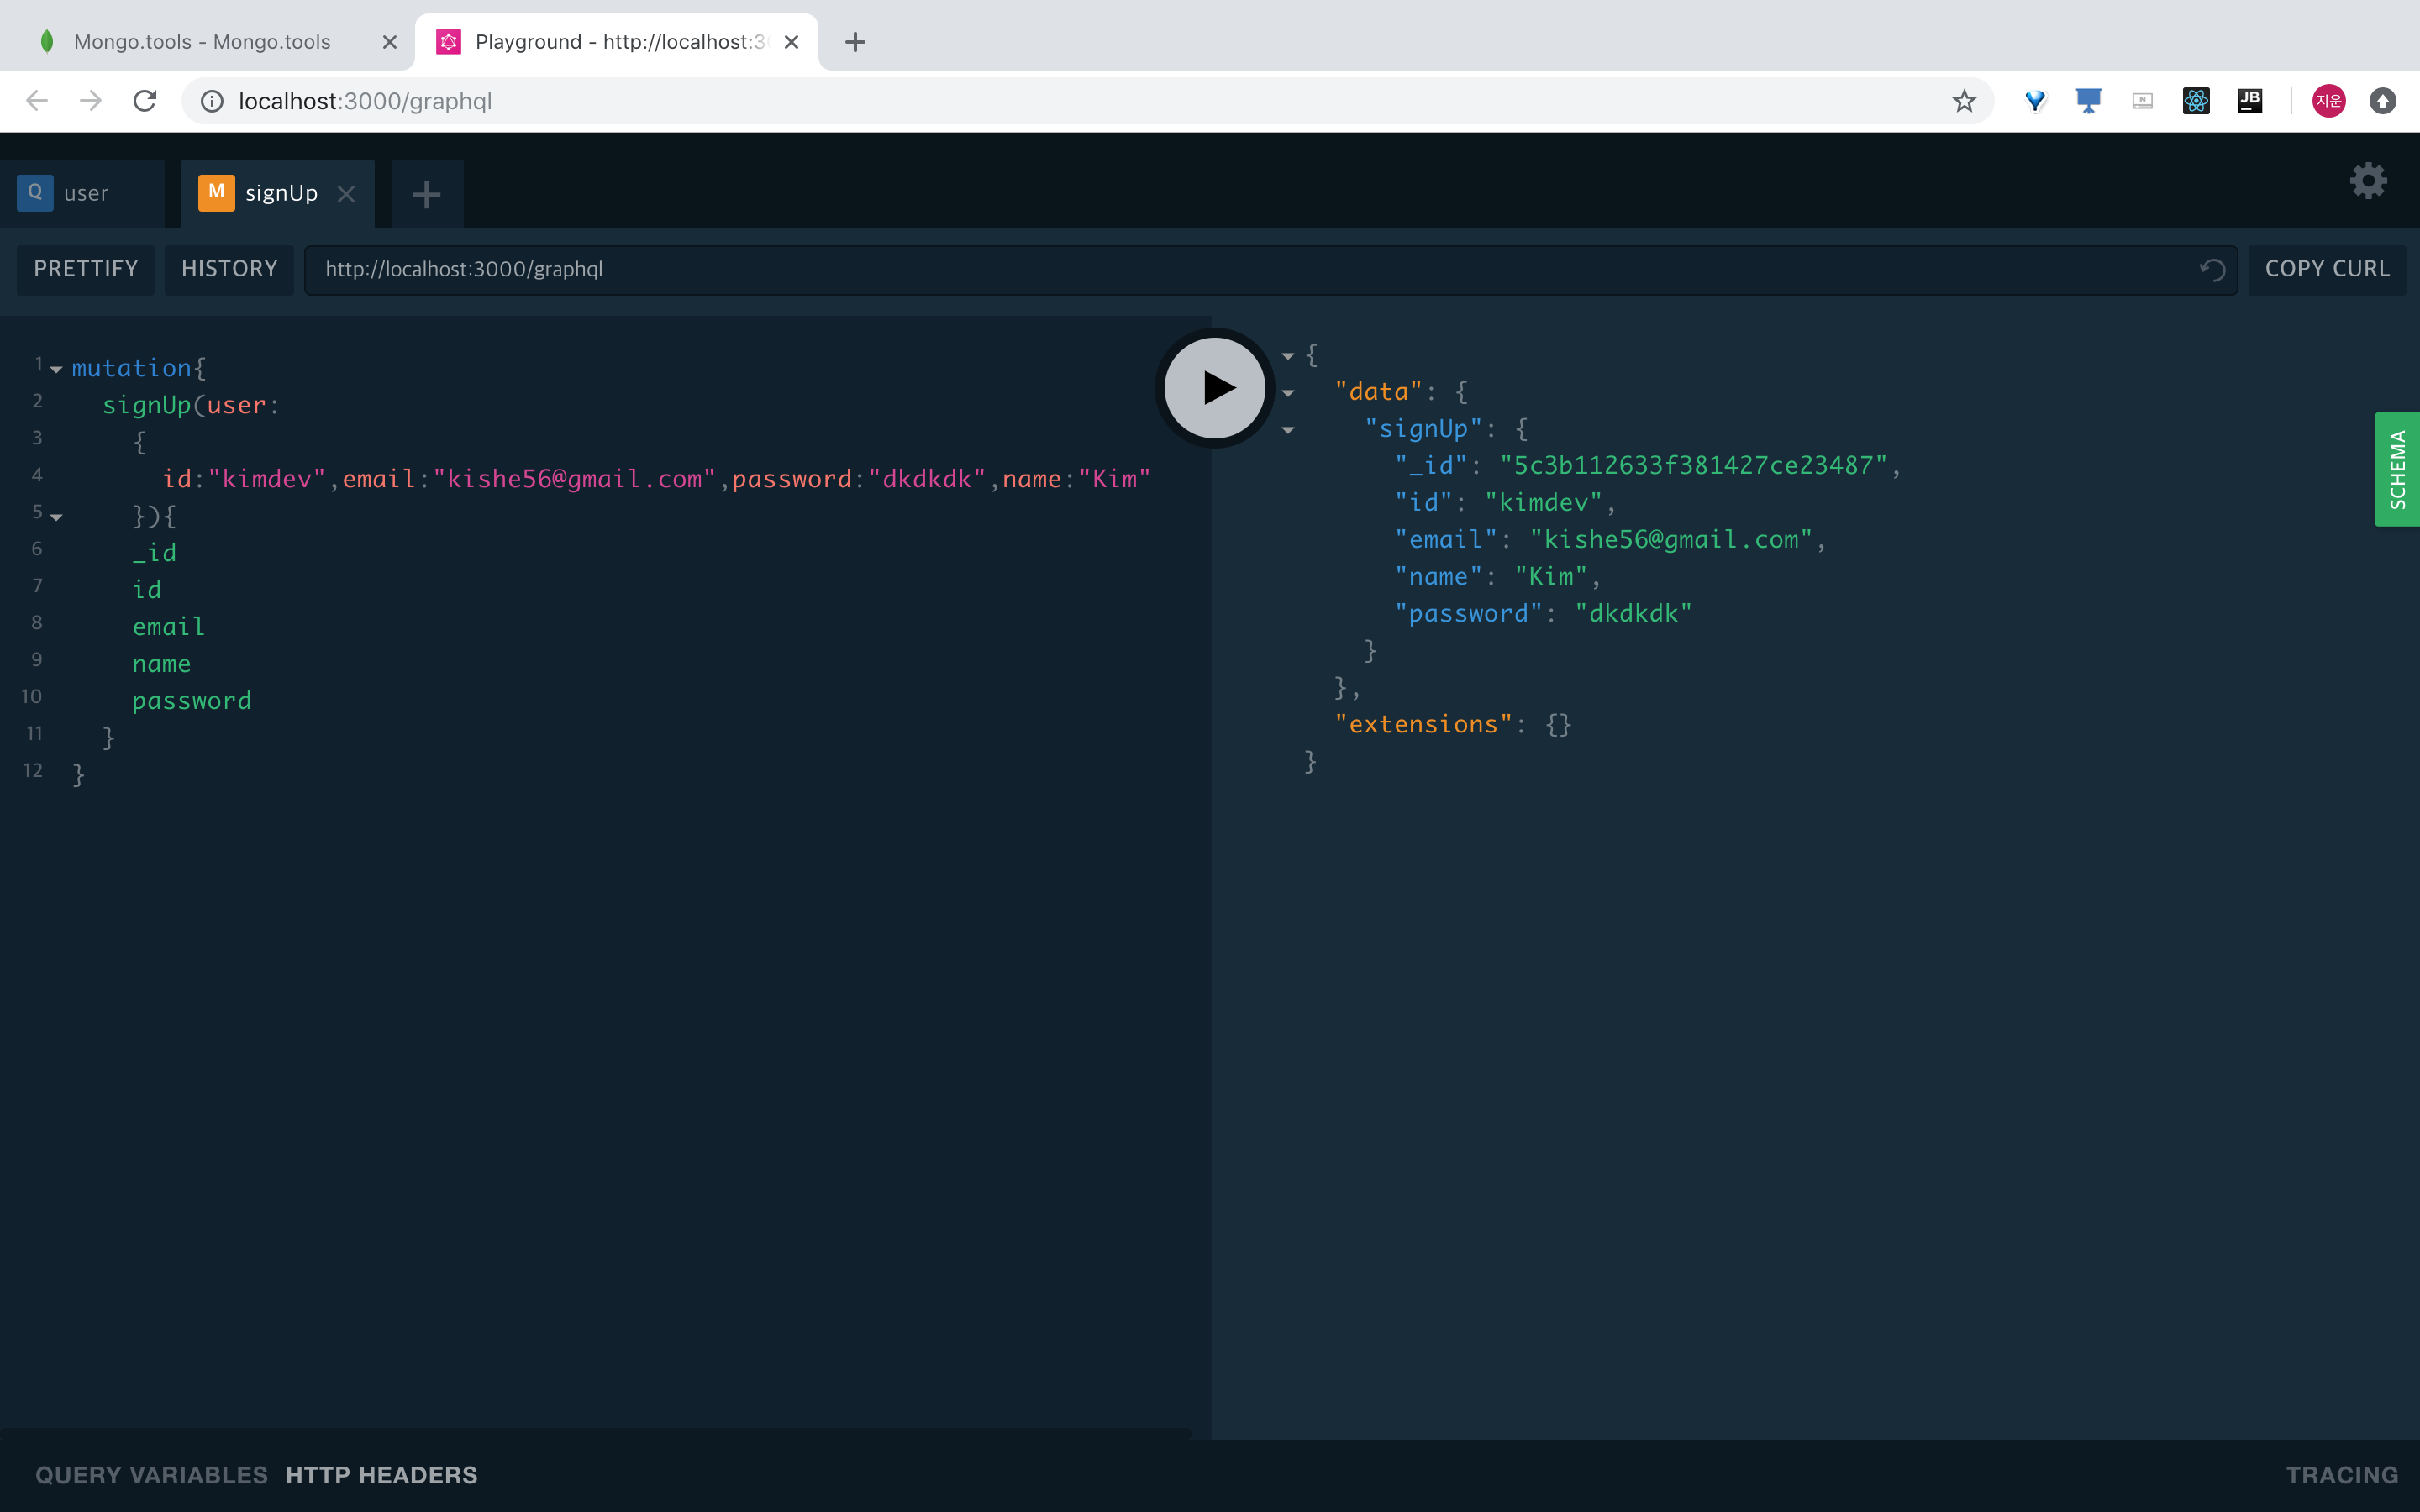 Mongo.tools - Mongo.tools
Playground - http://localhost:3
localhost:3000/graphql
JB
지운
Q user
M signUp
PRETTIFY
HISTORY
http://localhost:3000/graphql
COPY CURL
1 mutation{
2 signUp(user:
3 {
4 id:"kimdev",email:"kishe56@gmail.com",password:"dkdkdk",name:"Kim"
5 }){
6 _id
7 id
8 email
9 name
10 password
11 }
12 }
{
"data": {
"signUp": {
"_id": "5c3b112633f381427ce23487",
"id": "kimdev",
"email": "kishe56@gmail.com",
"name": "Kim",
"password": "dkdkdk"
}
},
"extensions": {}
}
SCHEMA
QUERY VARIABLES HTTP HEADERS
TRACING